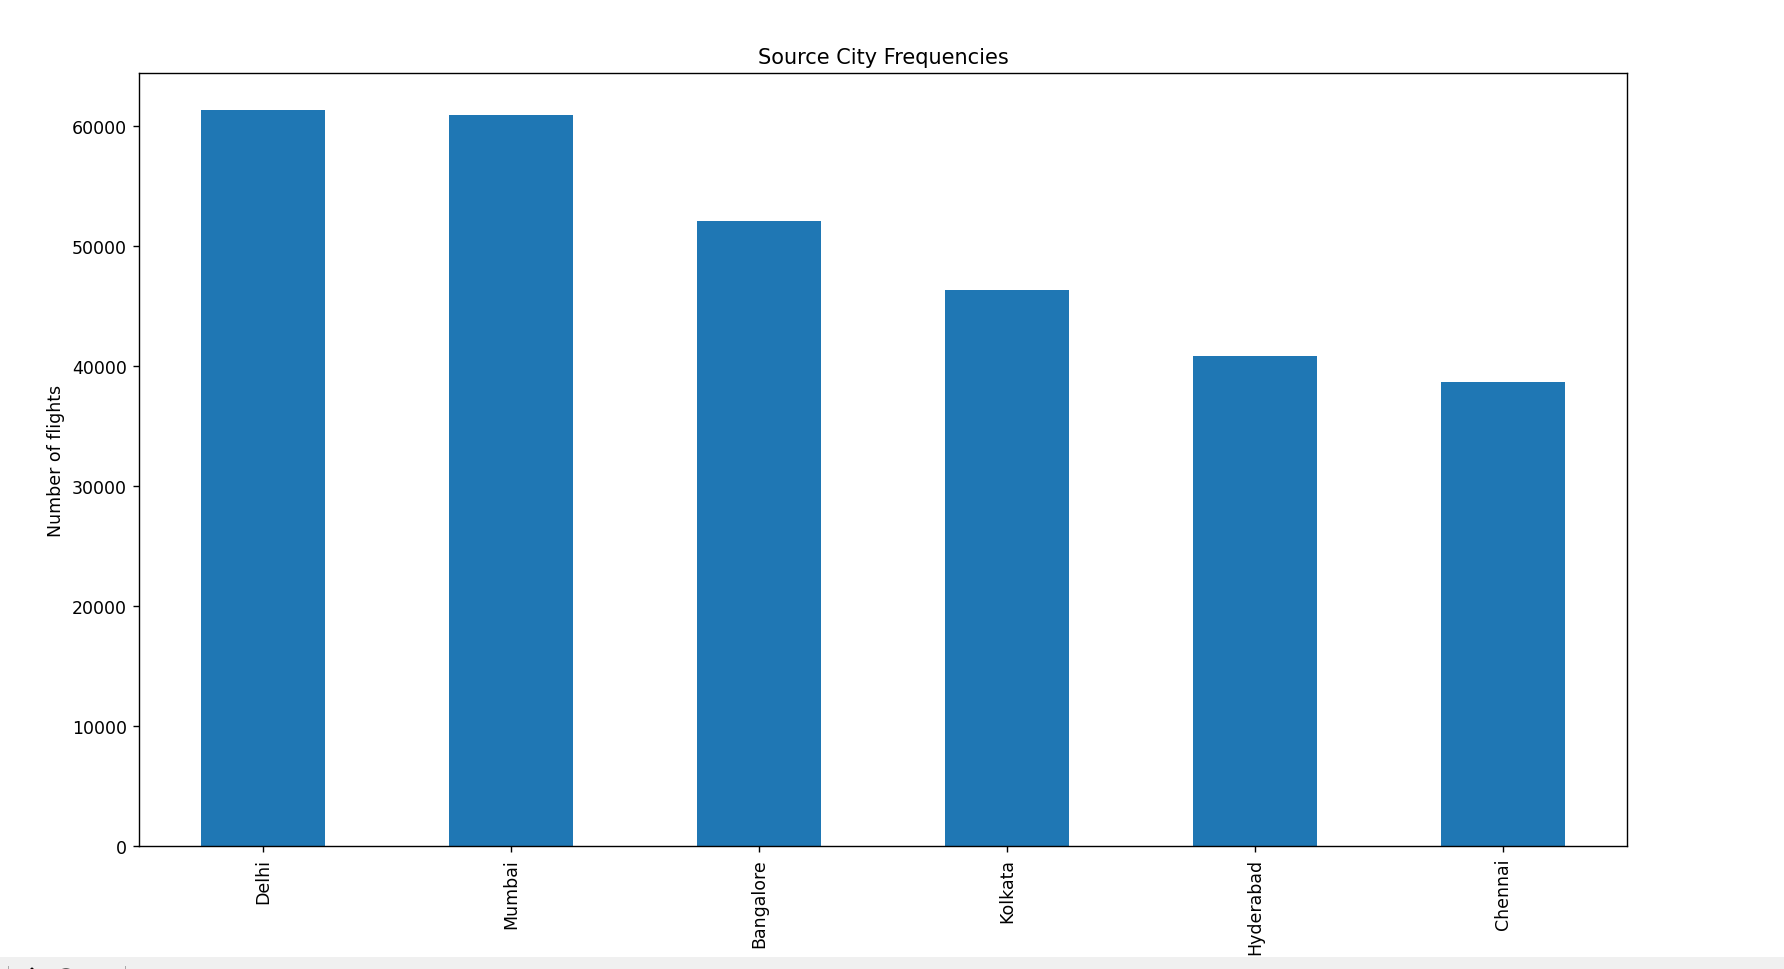 Source City Frequencies
60000
50000
40000
30000
20000
10000
0
Number of flights
Delhi
Mumbai
Bangalore
Kolkata
Hyderabad
Chennai